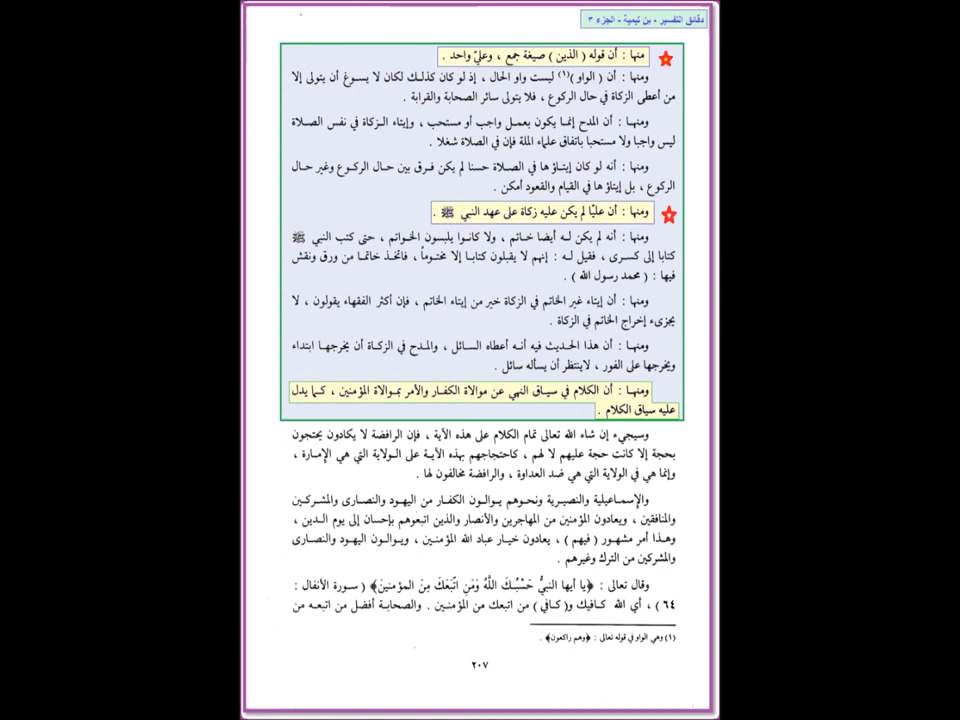 دقائق التفسير - بن تيمية - الجزء ٣
منها : أن قوله ( الذين ) صيغة جمع ، وعليّ واحد .
ومنها : أن ( الواو )(١) ليست واو الحال ، إذ لو كان كذلك لكان لا يسوغ أن يتولى إلا
من أعطى الزكاة في حال الركوع ، فلا يتولى سائر الصحابة والقرابة .
ومنها : أن المدح إنما يكون بعمل واجب أو مستحب ، وإيتاء الزكاة في نفس الصلاة
ليس واجبا ولا مستحبا باتفاق علماء الملة فإن في الصلاة شغلا .
ومنها : أنه لو كان إيتاؤ ها في الصلاة حسنا لم يكن فرق بين حال الركوع وغير حال
الركوع ، بل إيتاؤ ها في القيام والقعود أمكن .
ومنها : أن عليّا لم يكن عليه زكاة على عهد النبي ﷺ .
ومنها : أنه لم يكن له أيضا خاتم ، ولا كانوا يلبسون الخواتم ، حتى كتب النبي ﷺ
كتابا إلى كسرى ، فقيل له : إنهم لا يقبلون كتابا إلا مختوماً ، فاتخذ خاتما من ورق ونقش
فيها : ( محمد رسول الله ) .
ومنها : أن إيتاء غير الخاتم في الزكاة خير من إيتاء الخاتم ، فإن أكثر الفقهاء يقولون ، لا
يجزىء إخراج الخاتم في الزكاة .
ومنها : أن هذا الحديث فيه أنه أعطاه السائل ، والمدح في الزكاة أن يخرجها ابتداء
ويخرجها على الفور ، لاينتظر أن يسأله سائل .
ومنها : أن الكلام في سياق النهي عن موالاة الكفار والأمر بموالاة المؤمنين ، كما يدل
عليه سياق الكلام .
وسيجيء إن شاء الله تعالى تمام الكلام على هذه الآية ، فإن الرافضة لا يكادون يحتجون
بحجة إلا كانت حجة عليهم لا لهم ، كاحتجاجهم بهذه الآية على الولاية التي هي الإمارة ،
وإنما هي في الولاية التي هي ضد العداوة ، والرافضة مخالفون لها .
والإسماعيلية والنصيرية ونحوهم يوالون الكفار من اليهود والنصارى والمشركين
والمنافقين ، ويعادون المؤمنين من المهاجرين والأنصار والذين اتبعوهم بإحسان إلى يوم الدين ،
وهذا أمر مشهور ( فيهم ) ، يعادون خيار عباد الله المؤمنين ، ويوالون اليهود والنصارى
والمشركين من الترك وغيرهم .
وقال تعالى : ﴿يا أيها النبيُّ حَسْبُكَ اللَّهُ وَمَنِ اتَّبَعَكَ مِنَ المؤمنينَ﴾ ( سورة الأنفال :
٦٤ ) ، أي الله كافيك و( كافي ) من اتبعك من المؤمنين . والصحابة أفضل من اتبعه من
(١) وهي الواو في قوله تعالى : ﴿وهم راكعون﴾ .
٢٠٧